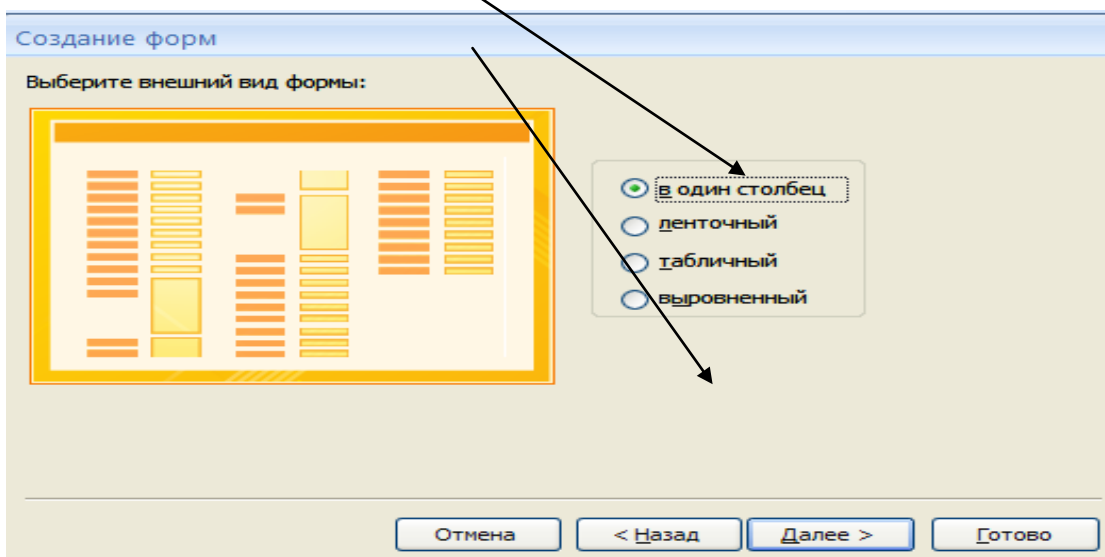 Создание форм
Выберите внешний вид формы:
в один столбец
ленточный
табличный
выровненный
Отмена
< Назад
Далее >
Готово